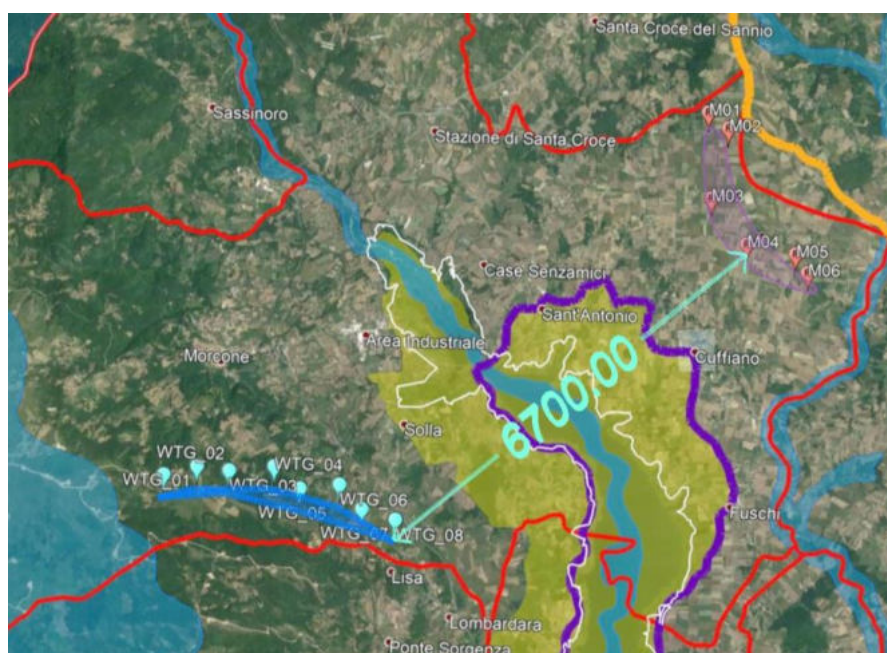 Santa Croce del Sannio
Sassinoro
M01
M02
Stazione di Santa Croce
M03
M04
M05
M06
Case Senzamici
Sant'Antonio
Area Industriale
Cuffiano
Morcone
6700,00
Solla
WTG_02
WTG_04
WTG_01
WTG_03
WTG_06
WTG_05
Fuschi
WTG_07
WTG_08
Lisa
Lombardara
Ponte Sorgenza